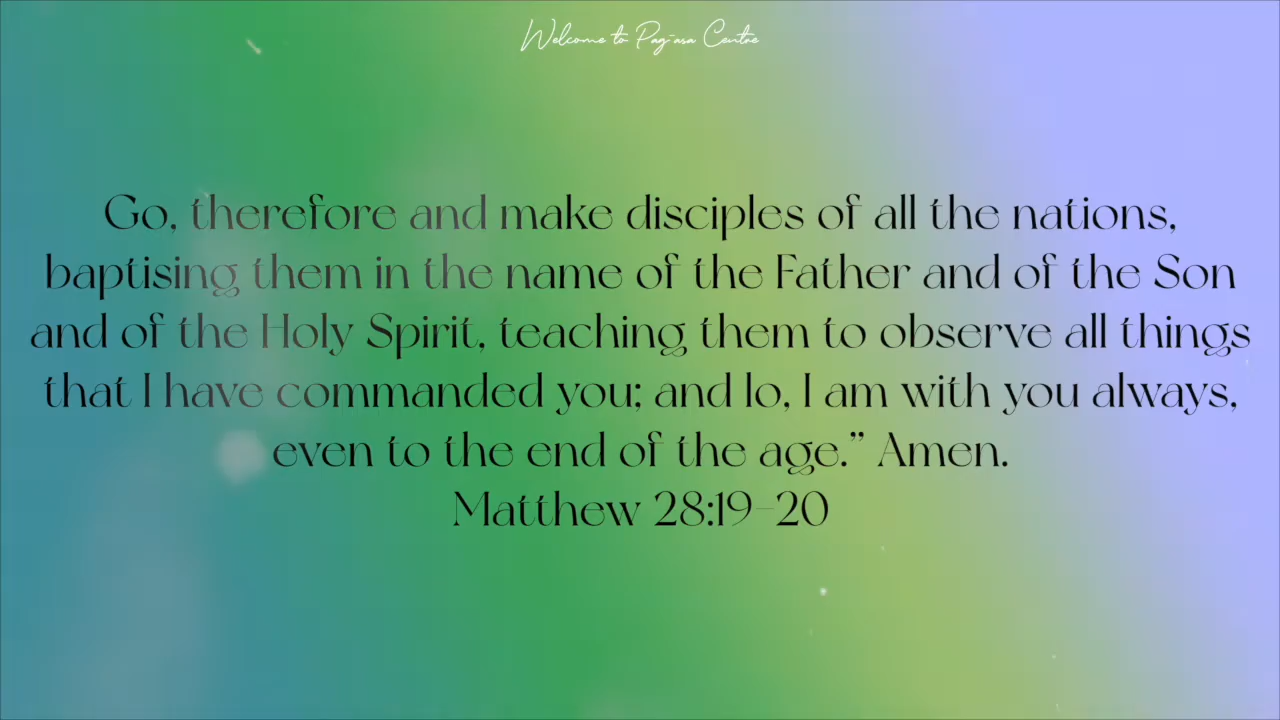 Welcome to Pag-asa Centre
Go, therefore and make disciples of all the nations,
baptising them in the name of the Father and of the Son
and of the Holy Spirit, teaching them to observe all things
that I have commanded you; and lo, I am with you always,
even to the end of the age.” Amen.
Matthew 28:19-20